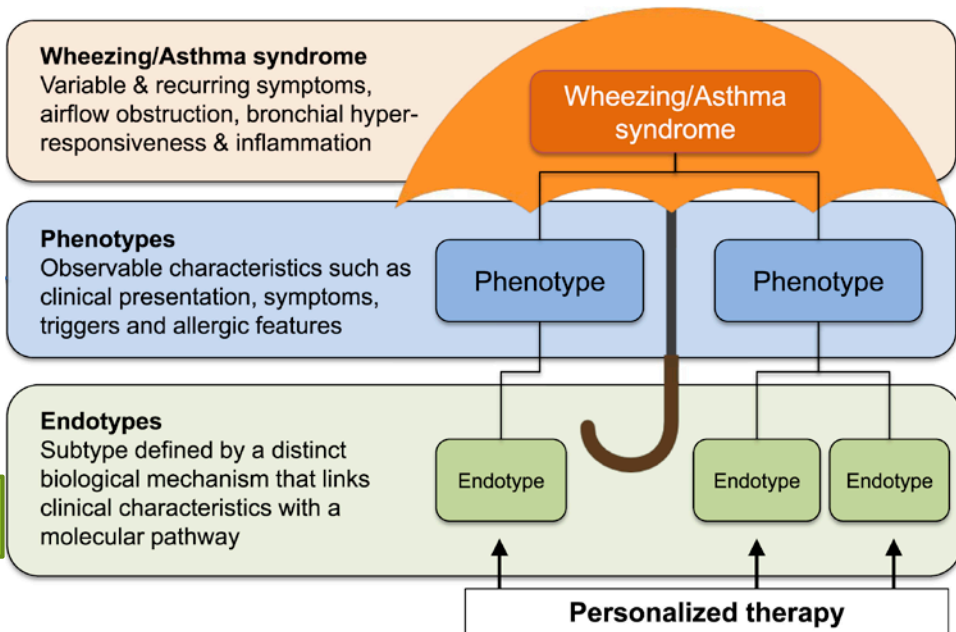 Wheezing/Asthma syndrome
Variable & recurring symptoms,
airflow obstruction, bronchial hyper-
responsiveness & inflammation
Wheezing/Asthma
syndrome
Phenotypes
Observable characteristics such as
clinical presentation, symptoms,
triggers and allergic features
Phenotype
Phenotype
Endotypes
Subtype defined by a distinct
biological mechanism that links
clinical characteristics with a
molecular pathway
Endotype
Endotype
Endotype
Personalized therapy